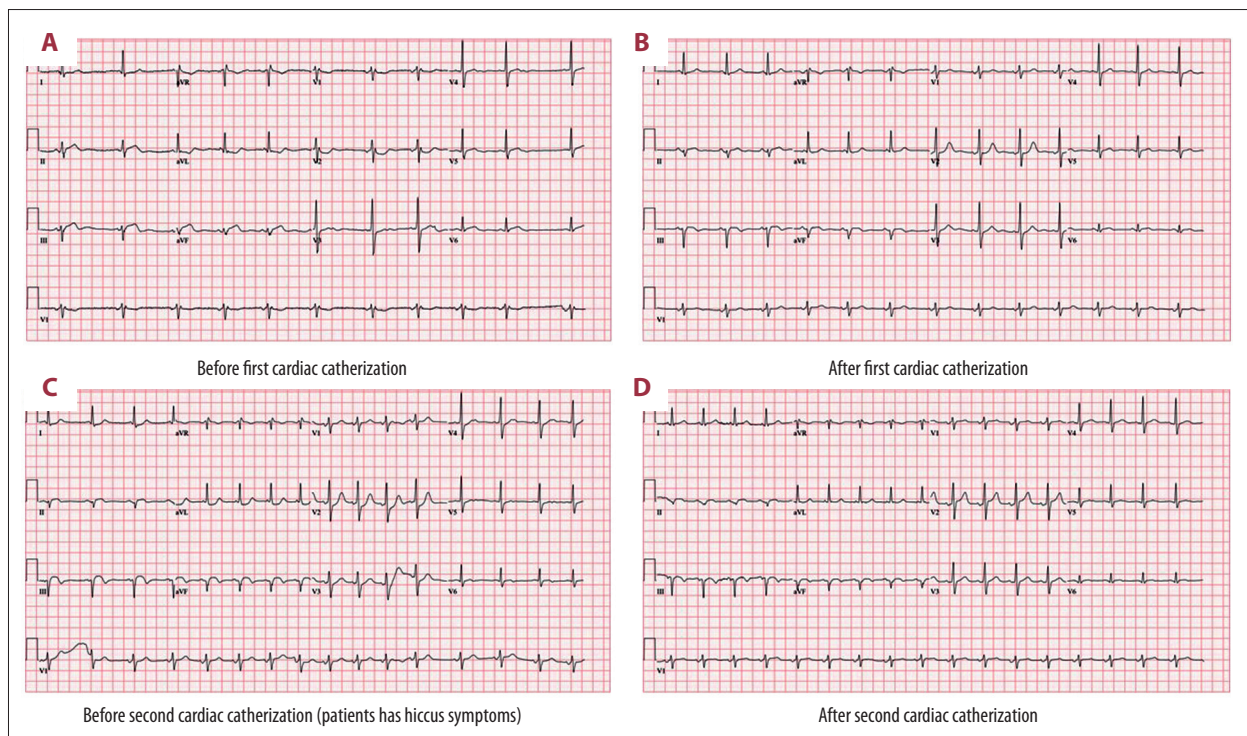 A
I aVR V1 V4
II aVL V2 V5
III aVF V3 V6
V1
Before first cardiac catherization
B
I aVR V1 V4
II aVL V2 V5
III aVF V3 V6
V1
After first cardiac catherization
C
I aVR V1 V4
II aVL V2 V5
III aVF V3 V6
V1
Before second cardiac catherization (patients has hiccus symptoms)
D
I aVR V1 V4
II aVL V2 V5
III aVF V3 V6
V1
After second cardiac catherization